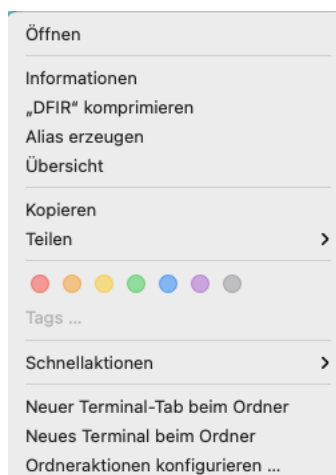 Öffnen
Informationen
„DFIR“ komprimieren
Alias erzeugen
Übersicht
Kopieren
Teilen
Tags ...
Schnellaktionen
Neuer Terminal-Tab beim Ordner
Neues Terminal beim Ordner
Ordneraktionen konfigurieren ...